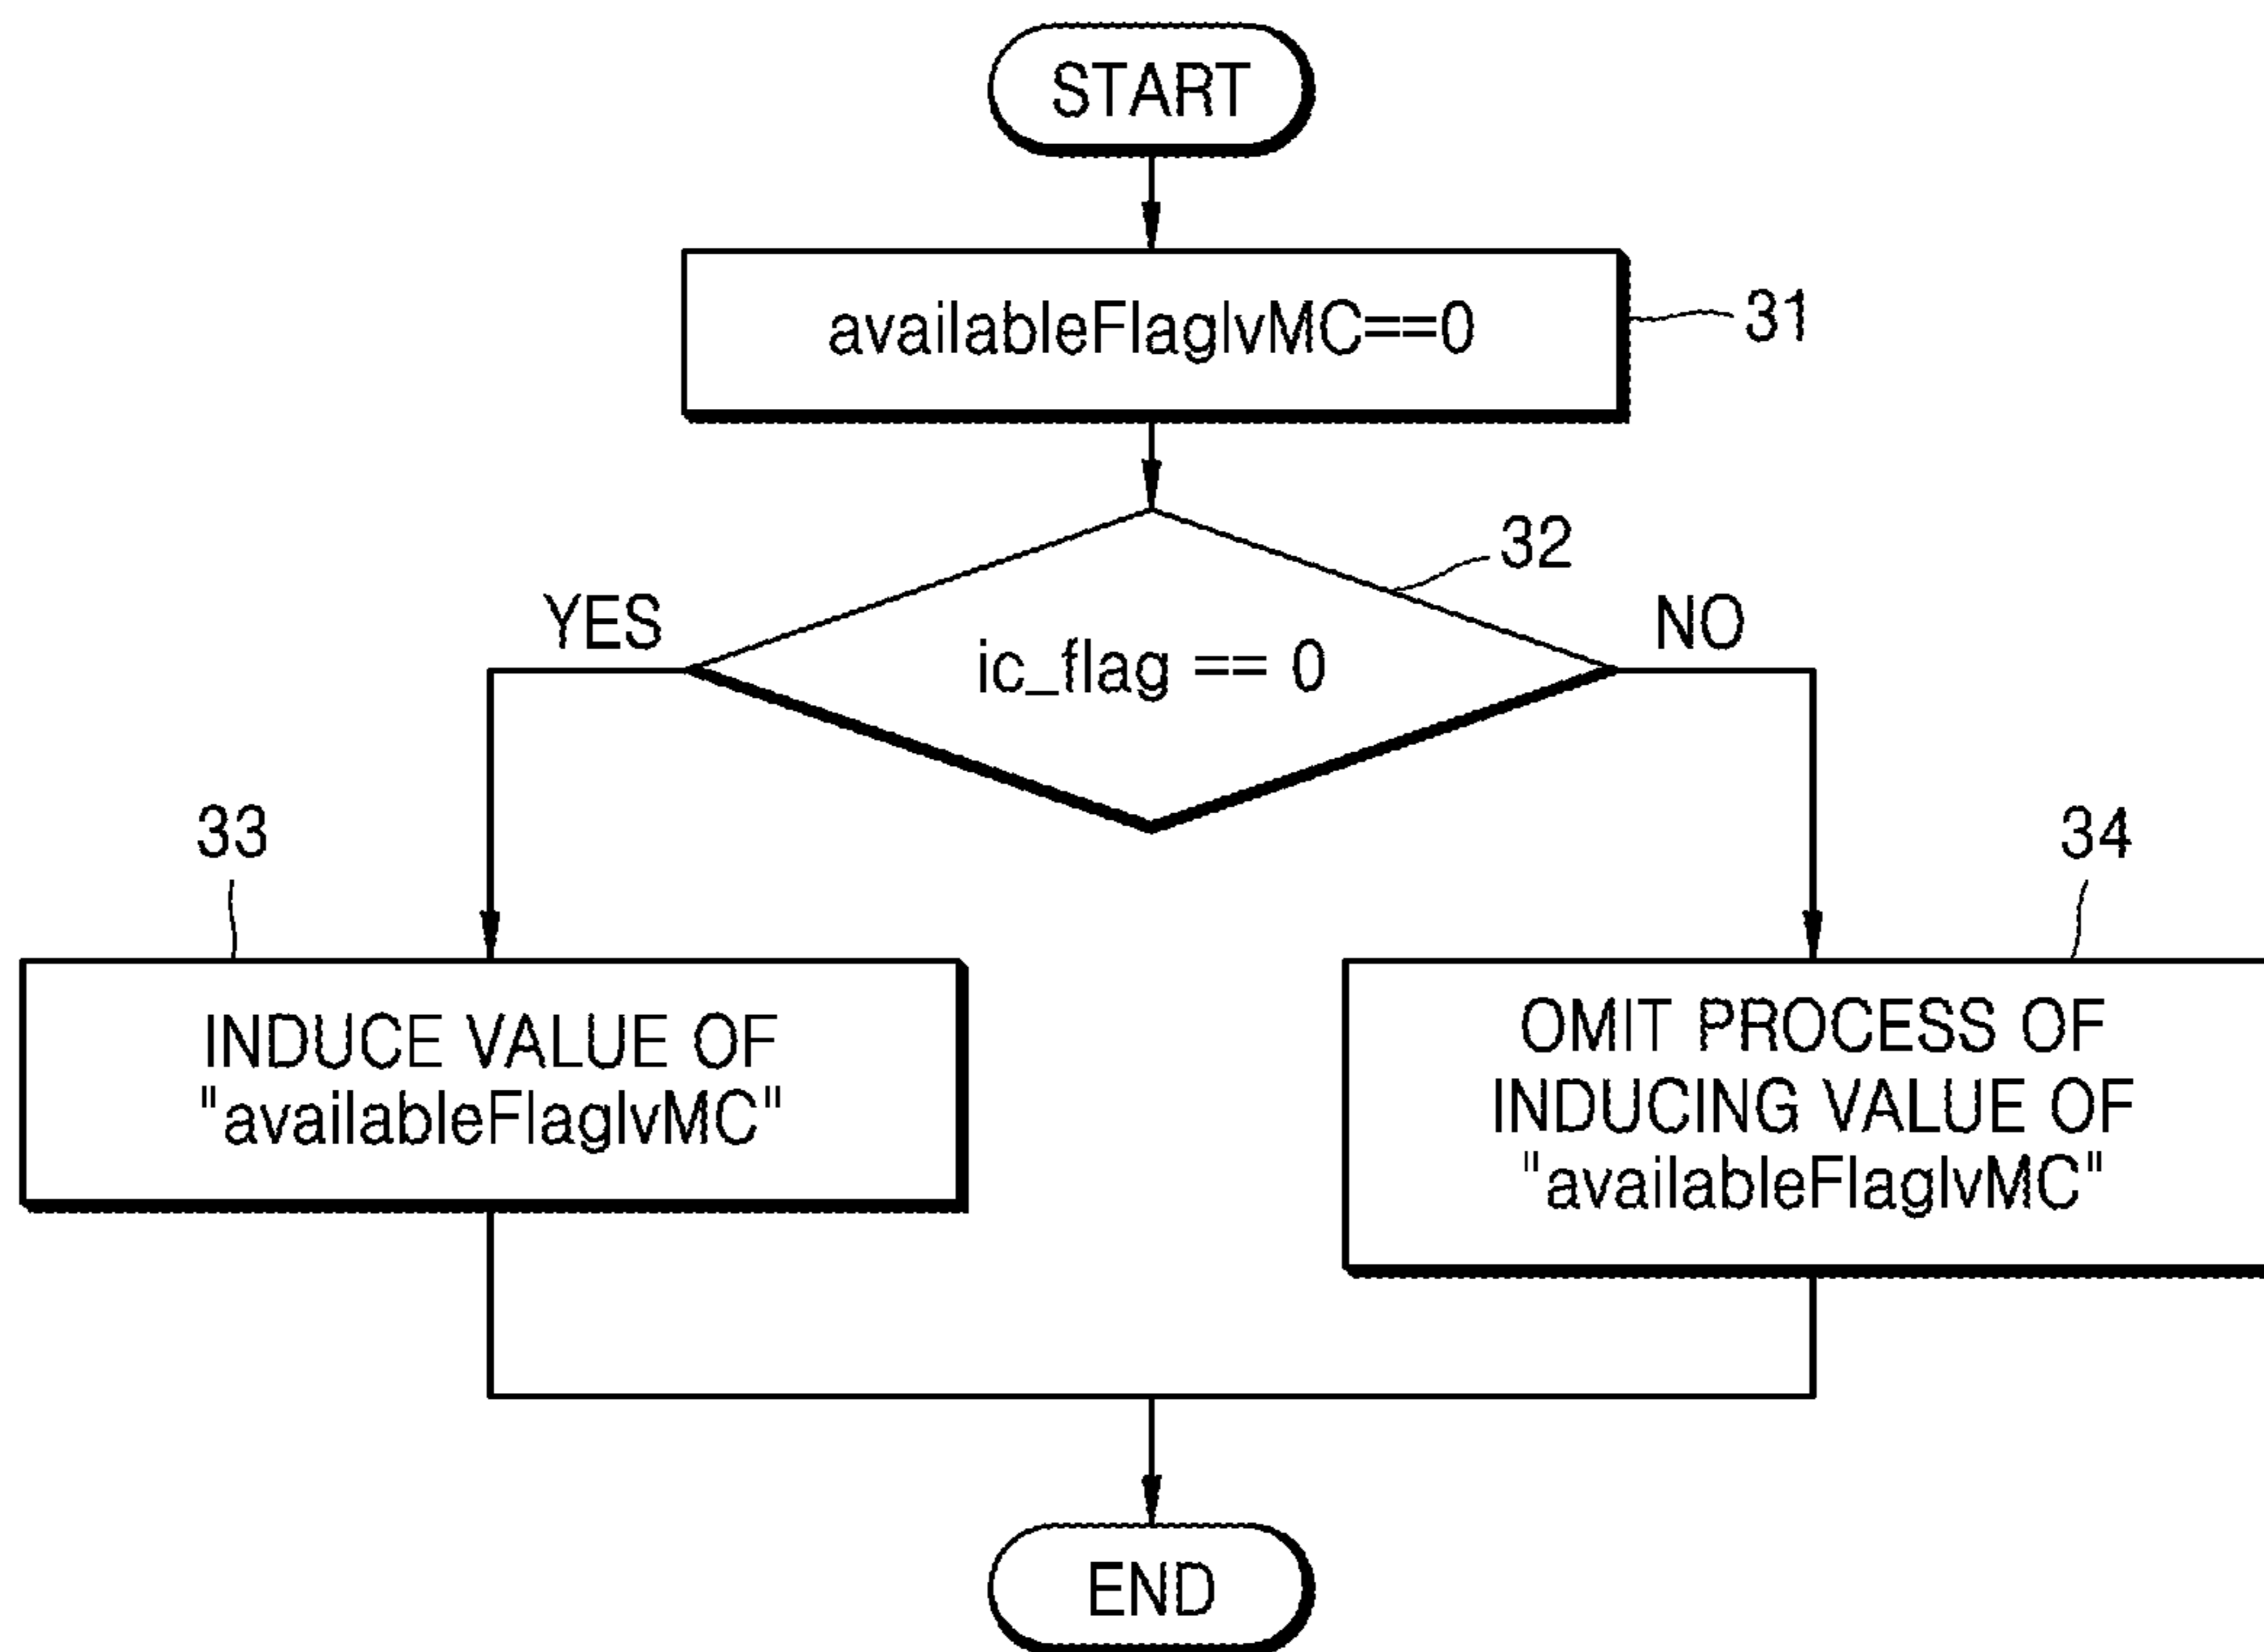 START
availableFlagIvMC==0
31
32
YES
NO
ic_flag == 0
33
34
INDUCE VALUE OF
"availableFlagIvMC"
OMIT PROCESS OF
INDUCING VALUE OF
"availableFlagIvMC"
END